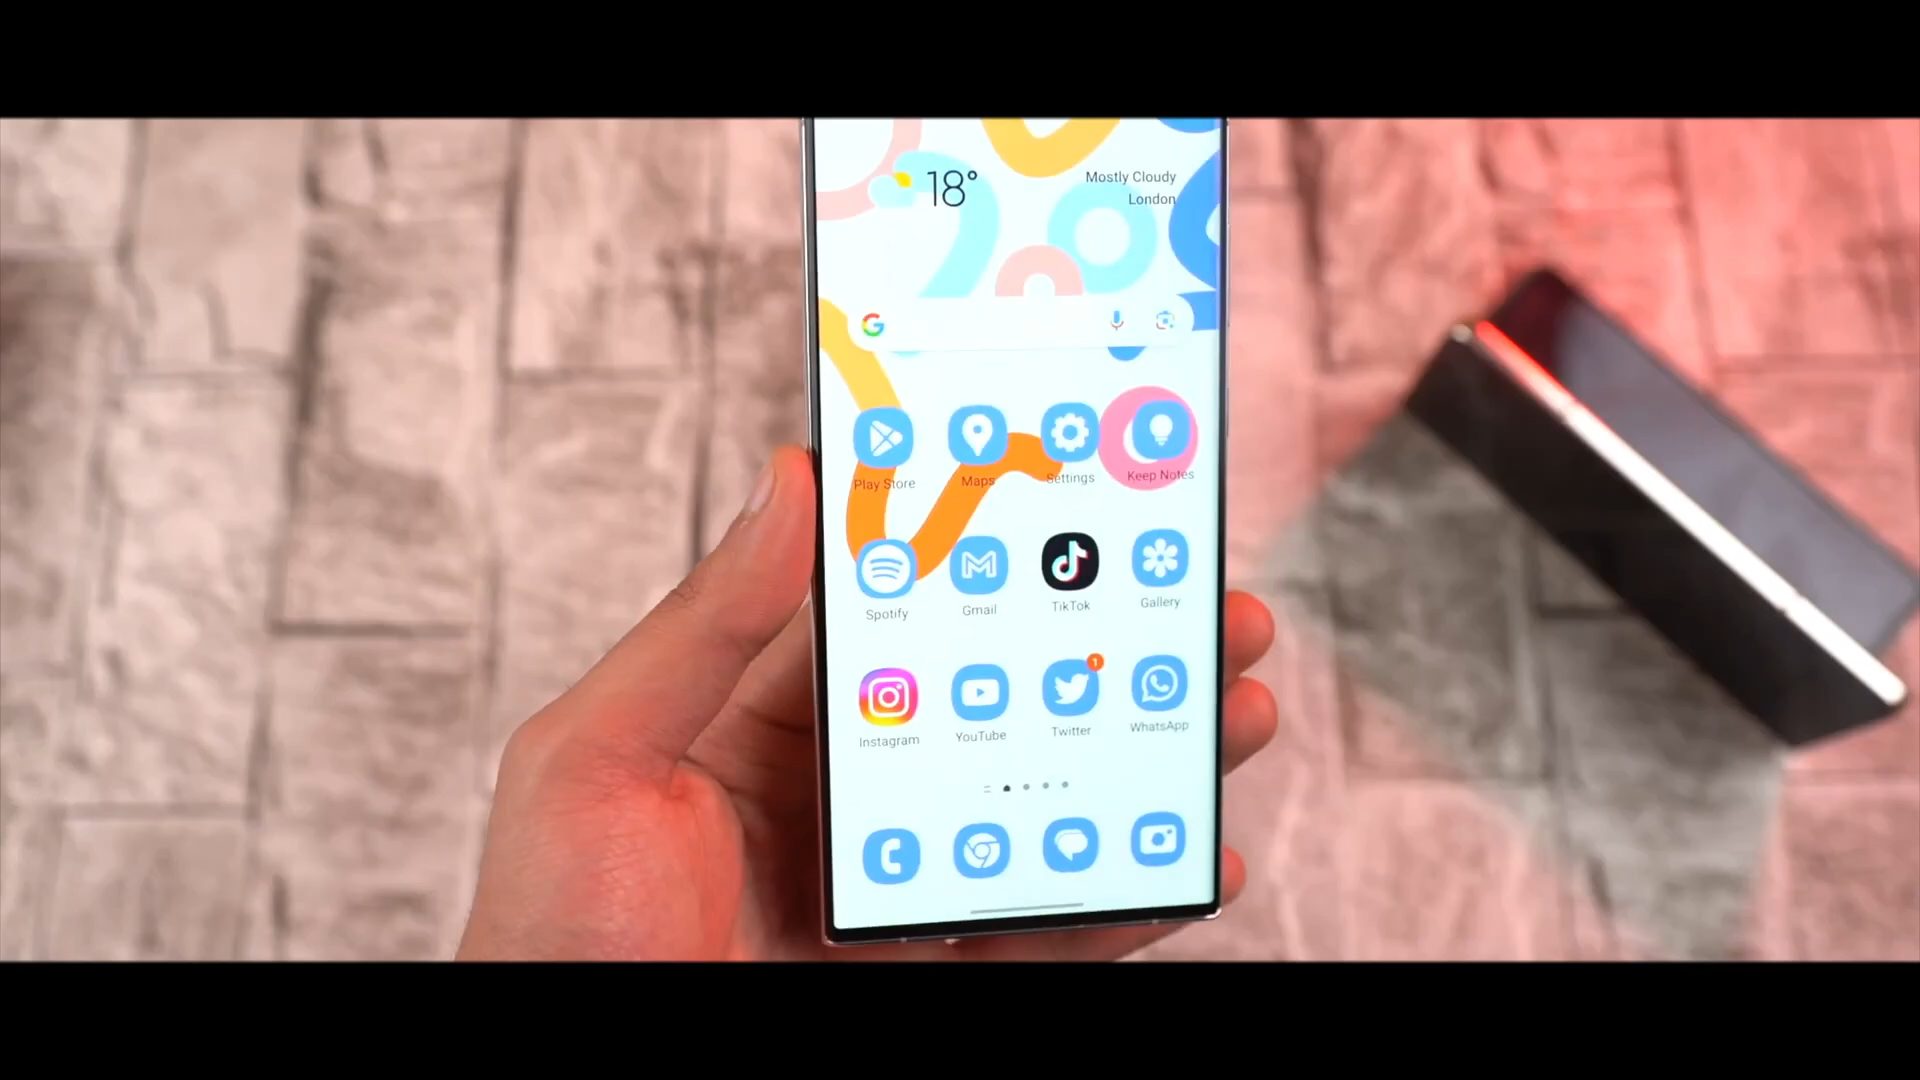 18°
Mostly Cloudy
London
Play Store
Maps
Settings
Keep Notes
Spotify
Gmail
TikTok
Gallery
1
Instagram
YouTube
Twitter
WhatsApp